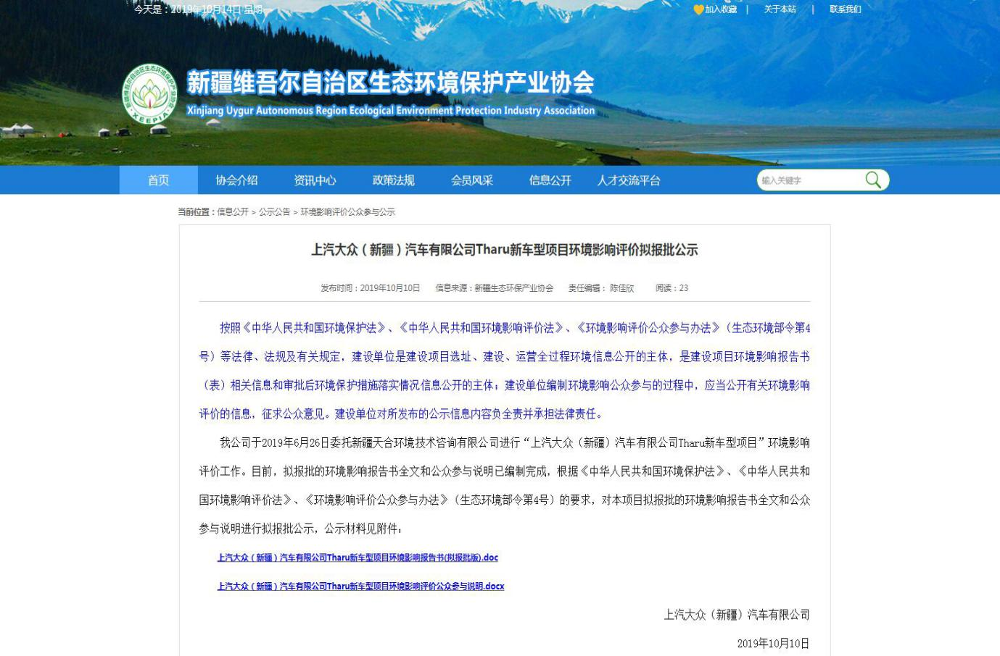 今天是：2019年10月14日 星期一
加入收藏 | 关于本站 | 联系我们
新疆维吾尔自治区生态环境保护产业协会
Xinjiang Uygur Autonomous Region Ecological Environment Protection Industry Association
新疆维吾尔自治区生态环境保护产业协会
XEEPIA
首页 协会介绍 资讯中心 政策法规 会员风采 信息公开 人才交流平台 输入关键字
当前位置：信息公开 > 公示公告 > 环境影响评价公众参与公示
上汽大众（新疆）汽车有限公司Tharu新车型项目环境影响评价拟报批公示
发布时间：2019年10月10日 信息来源：新疆生态环保产业协会 责任编辑： 陈佳欣 阅读：23
按照《中华人民共和国环境保护法》、《中华人民共和国环境影响评价法》、《环境影响评价公众参与办法》（生态环境部令第4
号）等法律、法规及有关规定，建设单位是建设项目选址、建设、运营全过程环境信息公开的主体，是建设项目环境影响报告书
（表）相关信息和审批后环境保护措施落实情况信息公开的主体；建设单位编制环境影响公众参与的过程中，应当公开有关环境影响
评价的信息，征求公众意见。建设单位对所发布的公示信息内容负全责并承担法律责任。
我公司于2019年6月26日委托新疆天合环境技术咨询有限公司进行“上汽大众（新疆）汽车有限公司Tharu新车型项目”环境影响
评价工作。目前，拟报批的环境影响报告书全文和公众参与说明已编制完成，根据《中华人民共和国环境保护法》、《中华人民共和
国环境影响评价法》、《环境影响评价公众参与办法》（生态环境部令第4号）的要求，对本项目拟报批的环境影响报告书全文和公众
参与说明进行拟报批公示，公示材料见附件：
上汽大众（新疆）汽车有限公司Tharu新车型项目环境影响报告书(拟报批版).doc
上汽大众（新疆）汽车有限公司Tharu新车型项目环境影响评价公众参与说明.docx
上汽大众（新疆）汽车有限公司
2019年10月10日